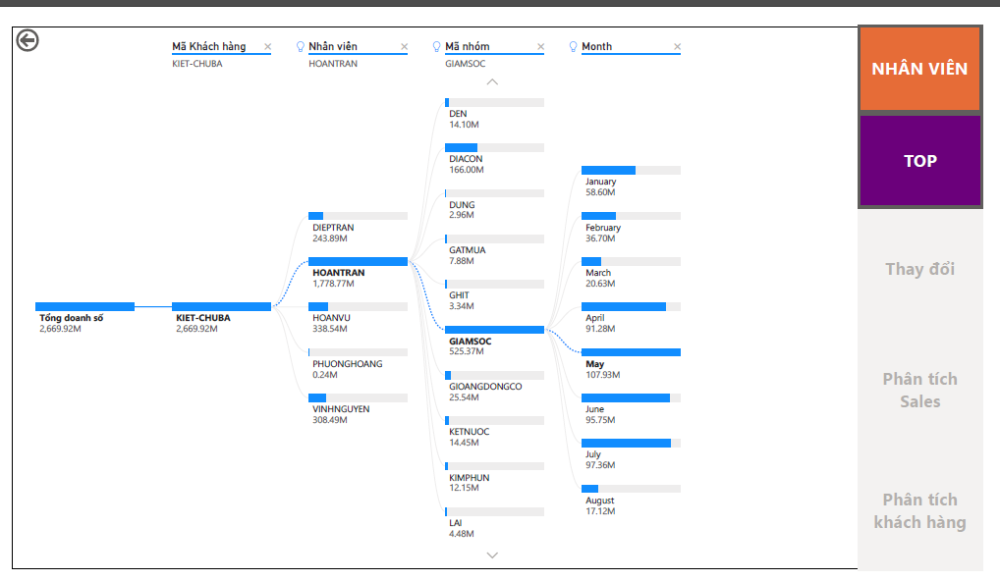 Mã Khách hàng
KIET-CHUBA
Nhân viên
HOANTRAN
Mã nhóm
GIAMSOC
Month
Tổng doanh số
2,669.92M
KIET-CHUBA
2,669.92M
DIEPTRAN
243.89M
HOANTRAN
1,778.77M
HOANVU
338.54M
PHUONGHOANG
0.24M
VINHNGUYEN
308.49M
DEN
14.10M
DIACON
166.00M
DUNG
2.96M
GATMUA
7.88M
GHIT
3.34M
GIAMSOC
525.37M
GIOANGDONGCO
25.54M
KETNUOC
14.45M
KIMPHUN
12.15M
LAI
4.48M
January
58.60M
February
36.70M
March
20.63M
April
91.28M
May
107.93M
June
95.75M
July
97.36M
August
17.12M
NHÂN VIÊN
TOP
Thay đổi
Phân tích
Sales
Phân tích
khách hàng